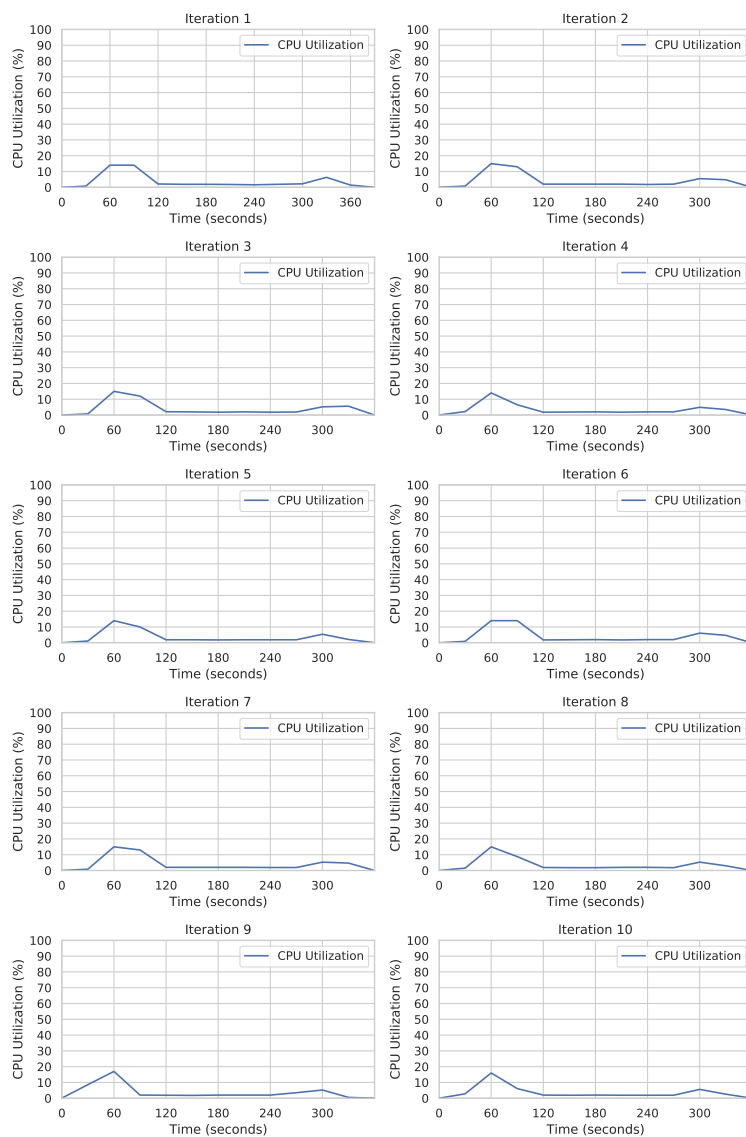 Iteration 1
100
90
80
70
60
50
40
30
20
10
0
CPU Utilization (%)
CPU Utilization
0 60 120 180 240 300 360
Time (seconds)
Iteration 2
100
90
80
70
60
50
40
30
20
10
0
CPU Utilization (%)
CPU Utilization
0 60 120 180 240 300
Time (seconds)
Iteration 3
100
90
80
70
60
50
40
30
20
10
0
CPU Utilization (%)
CPU Utilization
0 60 120 180 240 300
Time (seconds)
Iteration 4
100
90
80
70
60
50
40
30
20
10
0
CPU Utilization (%)
CPU Utilization
0 60 120 180 240 300
Time (seconds)
Iteration 5
100
90
80
70
60
50
40
30
20
10
0
CPU Utilization (%)
CPU Utilization
0 60 120 180 240 300
Time (seconds)
Iteration 6
100
90
80
70
60
50
40
30
20
10
0
CPU Utilization (%)
CPU Utilization
0 60 120 180 240 300
Time (seconds)
Iteration 7
100
90
80
70
60
50
40
30
20
10
0
CPU Utilization (%)
CPU Utilization
0 60 120 180 240 300
Time (seconds)
Iteration 8
100
90
80
70
60
50
40
30
20
10
0
CPU Utilization (%)
CPU Utilization
0 60 120 180 240 300
Time (seconds)
Iteration 9
100
90
80
70
60
50
40
30
20
10
0
CPU Utilization (%)
CPU Utilization
0 60 120 180 240 300
Time (seconds)
Iteration 10
100
90
80
70
60
50
40
30
20
10
0
CPU Utilization (%)
CPU Utilization
0 60 120 180 240 300
Time (seconds)